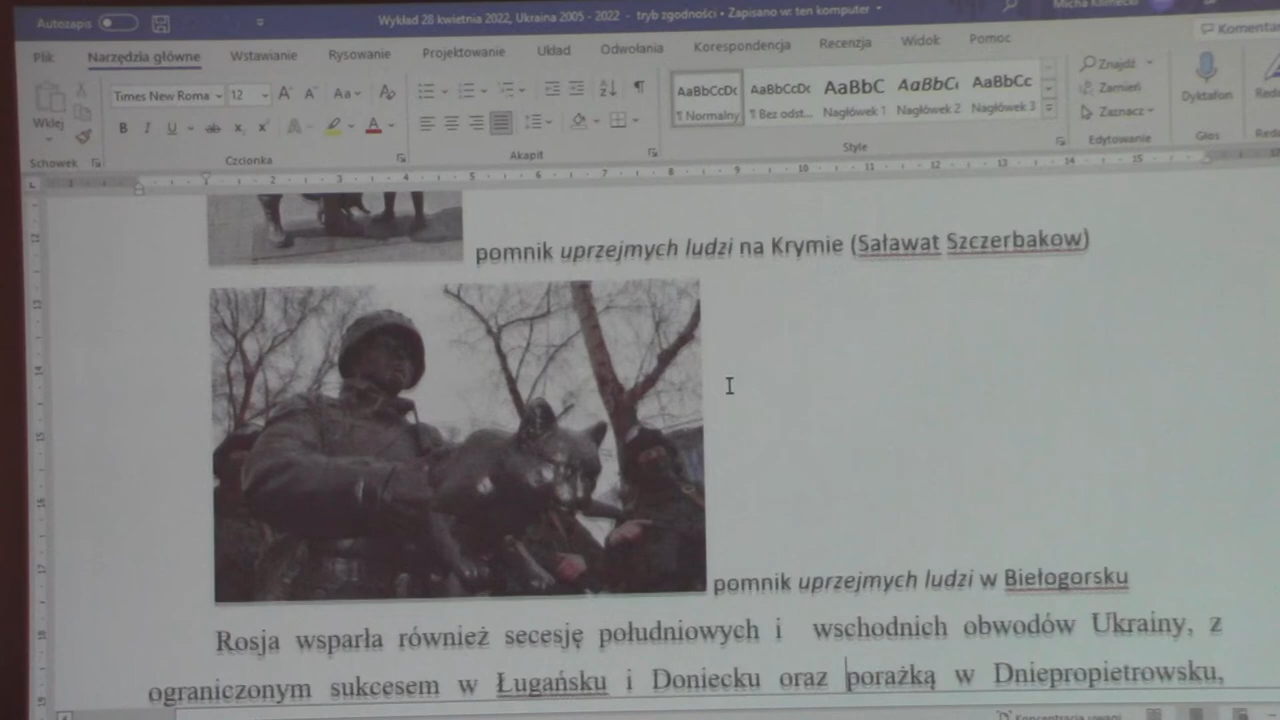 Autozapis
Wykład 28 kwietnia 2022, Ukraina 2005 - 2022 - tryb zgodności • Zapisano w: ten komputer
Plik Narzędzia główne Wstawianie Rysowanie Projektowanie Układ Odwołania Korespondencja Recenzja Widok Pomoc
Wklej
Times New Roma 12
AaBbCcDc AaBbCcDc AaBbC AaBbCc AaBbCc
¶ Normalny ¶ Bez odst... Nagłówek 1 Nagłówek 2 Nagłówek 3
Znajdź
Zamień
Zaznacz
Dyktafon
Schowek Czcionka Akapit Style Edytowanie Głos
pomnik uprzejmych ludzi na Krymie (Saławat Szczerbakow)
pomnik uprzejmych ludzi w Biełogorsku
Rosja wsparła również secesję południowych i wschodnich obwodów Ukrainy, z
ograniczonym sukcesem w Ługańsku i Doniecku oraz porażką w Dniepropietrowsku,